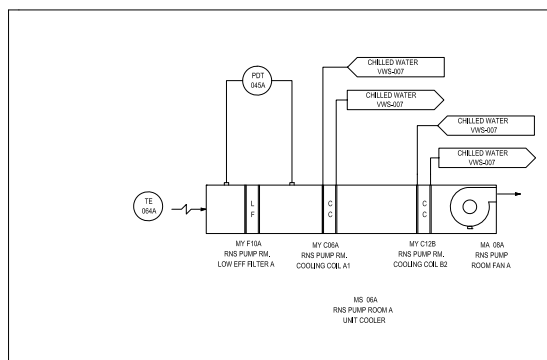 CHILLED WATER
VWS-007
PDT
045A
CHILLED WATER
VWS-007
CHILLED WATER
VWS-007
CHILLED WATER
VWS-007
TE
064A
L
F
C
C
C
C
MY F10A
RNS PUMP RM.
LOW EFF FILTER A
MY C06A
RNS PUMP RM.
COOLING COIL A1
MY C12B
RNS PUMP RM.
COOLING COIL B2
MA 08A
RNS PUMP
ROOM FAN A
MS 06A
RNS PUMP ROOM A
UNIT COOLER